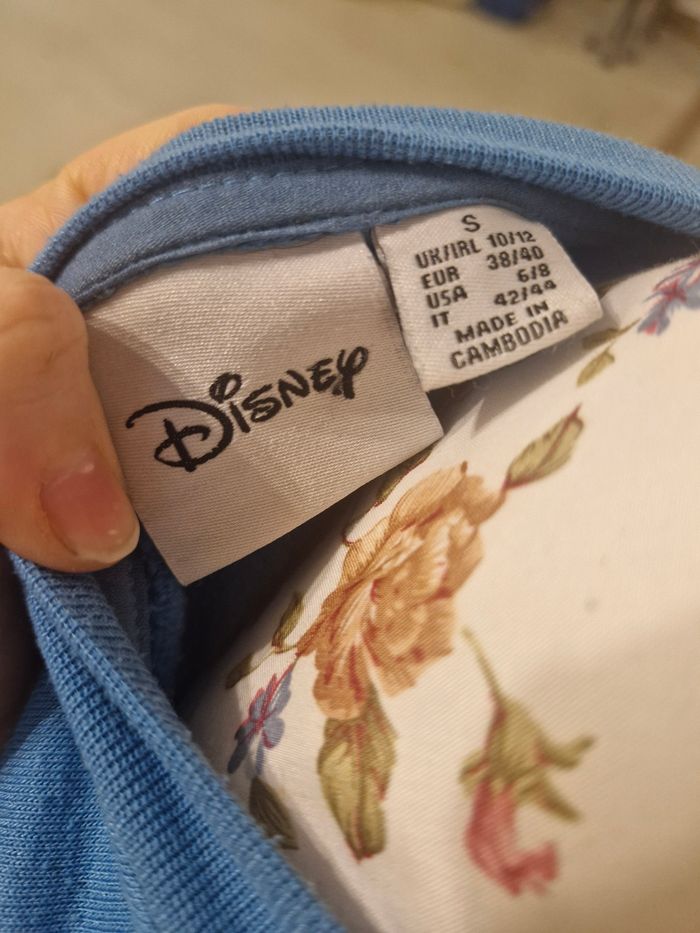 Disney
S
UK/IRL 10/12
EUR 38/40
USA 6/8
IT 42/44
MADE IN
CAMBODIA